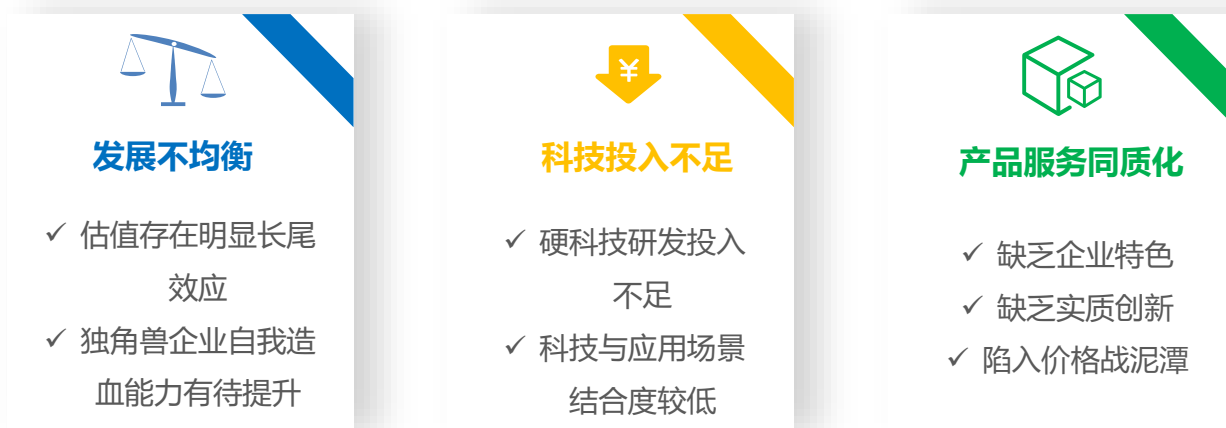 ¥
发展不均衡
✓ 估值存在明显长尾
效应
✓ 独角兽企业自我造
血能力有待提升
科技投入不足
✓ 硬科技研发投入
不足
✓ 科技与应用场景
结合度较低
产品服务同质化
✓ 缺乏企业特色
✓ 缺乏实质创新
✓ 陷入价格战泥潭